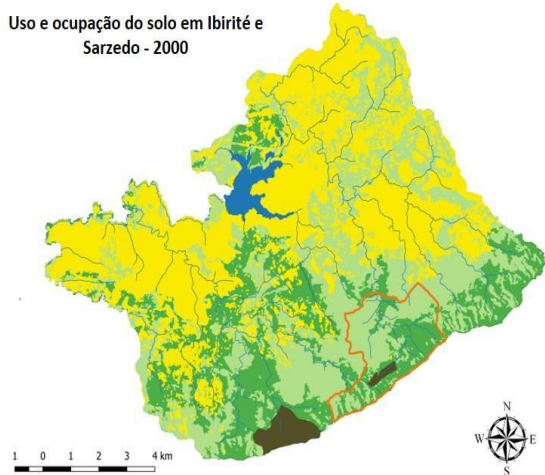 Uso e ocupação do solo em Ibirité e
Sarzedo - 2000
N
W E
S
1 0 1 2 3 4 km